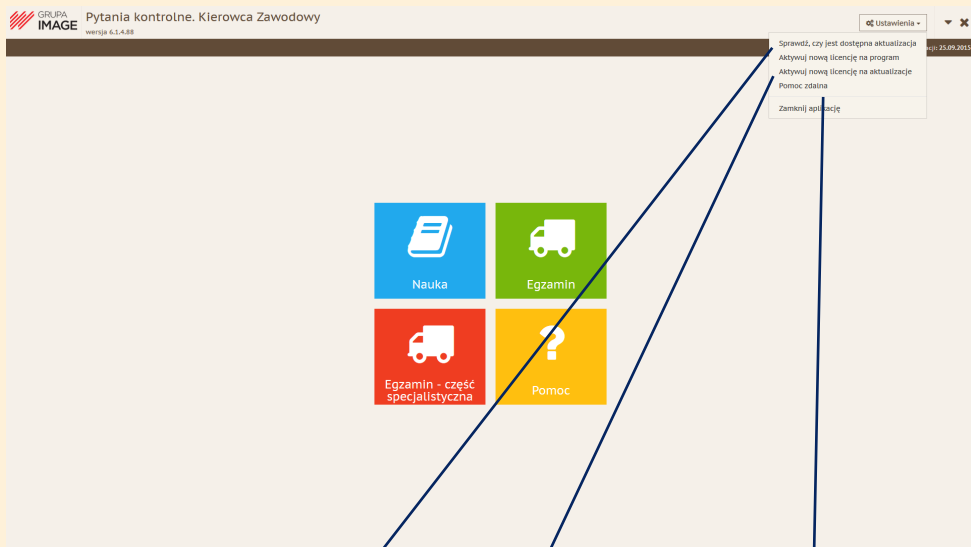 GRUPA
IMAGE
Pytania kontrolne. Kierowca Zawodowy
wersja 6.1.4.88
Ustawienia
Sprawdź, czy jest dostępna aktualizacja
acji: 25.09.2015
Aktywuj nową licencję na program
Aktywuj nową licencję na aktualizacje
Pomoc zdalna
Zamknij aplikację
Nauka
Egzamin
Egzamin - część
specjalistyczna
Pomoc